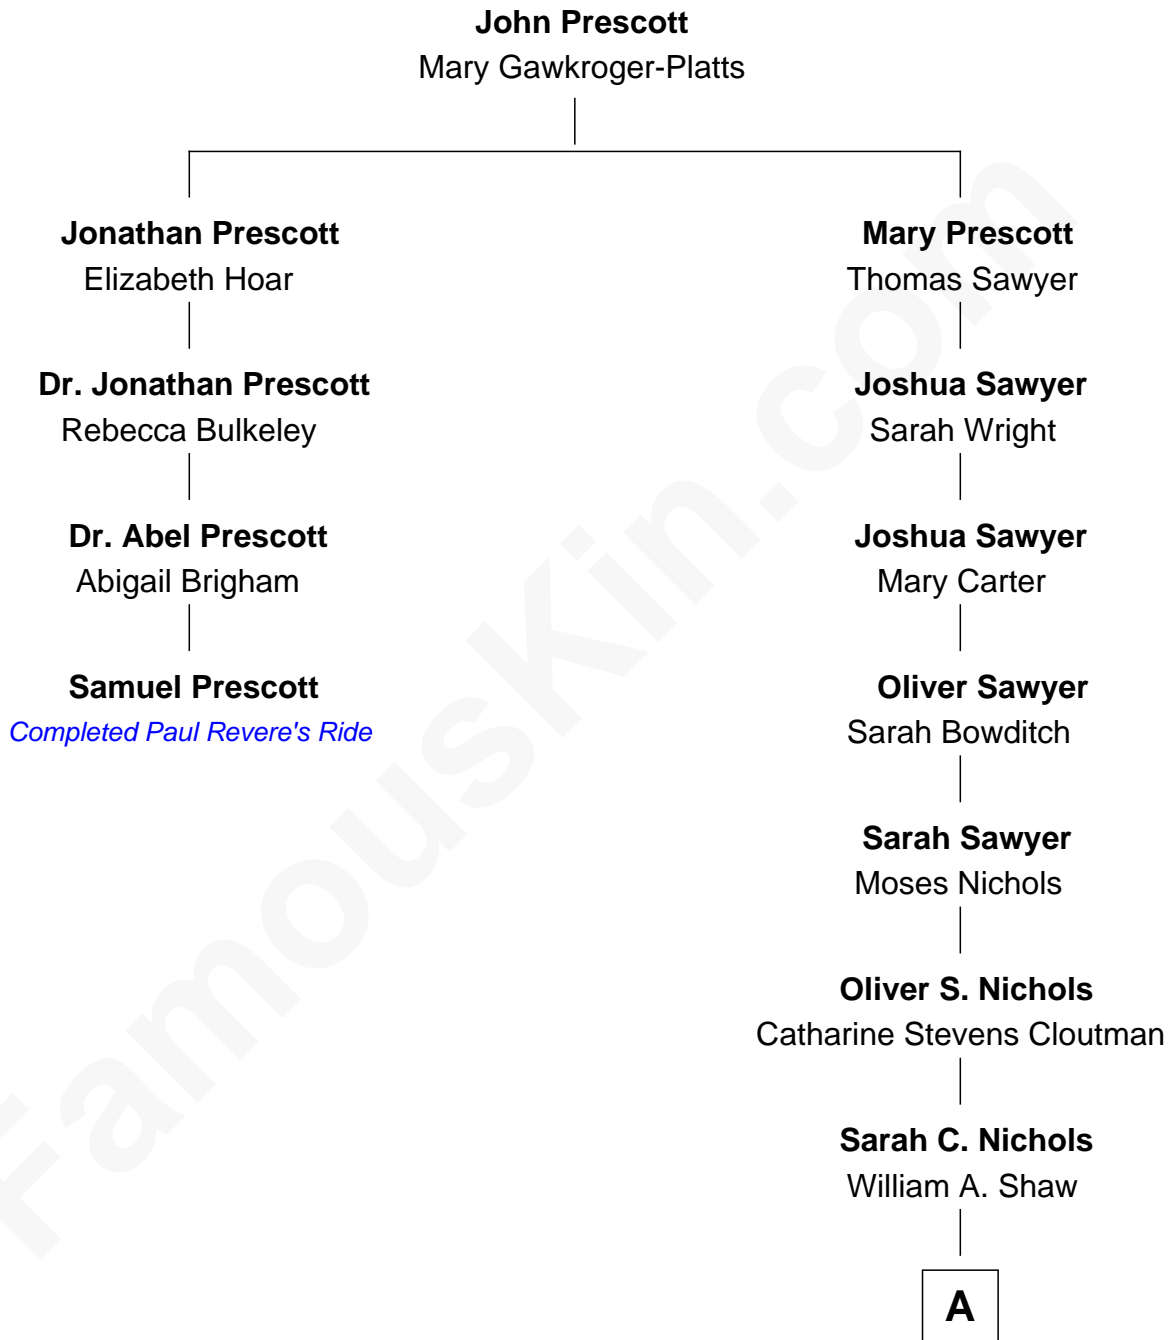 John Prescott
Mary Gawkroger-Platts
Jonathan Prescott
Elizabeth Hoar
Mary Prescott
Thomas Sawyer
Dr. Jonathan Prescott
Rebecca Bulkeley
Joshua Sawyer
Sarah Wright
Dr. Abel Prescott
Abigail Brigham
Joshua Sawyer
Mary Carter
Samuel Prescott
Completed Paul Revere's Ride
Oliver Sawyer
Sarah Bowditch
Sarah Sawyer
Moses Nichols
Oliver S. Nichols
Catharine Stevens Cloutman
Sarah C. Nichols
William A. Shaw
A
FamousKin.com